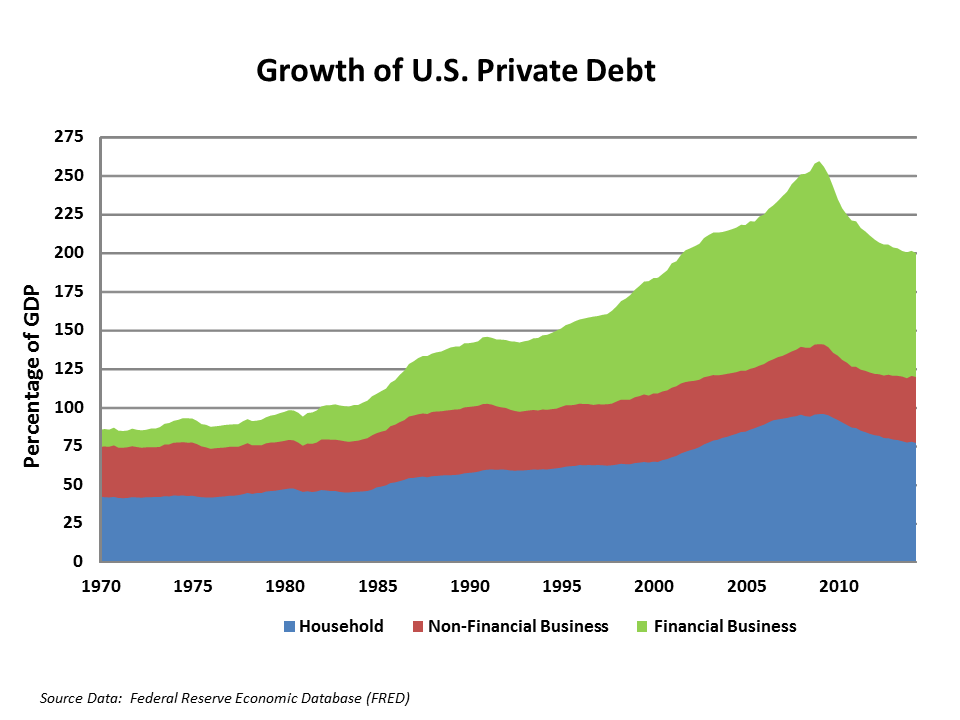 Growth of U.S. Private Debt
Percentage of GDP
275
250
225
200
175
150
125
100
75
50
25
0
1970 1975 1980 1985 1990 1995 2000 2005 2010
Household Non-Financial Business Financial Business
Source Data: Federal Reserve Economic Database (FRED)